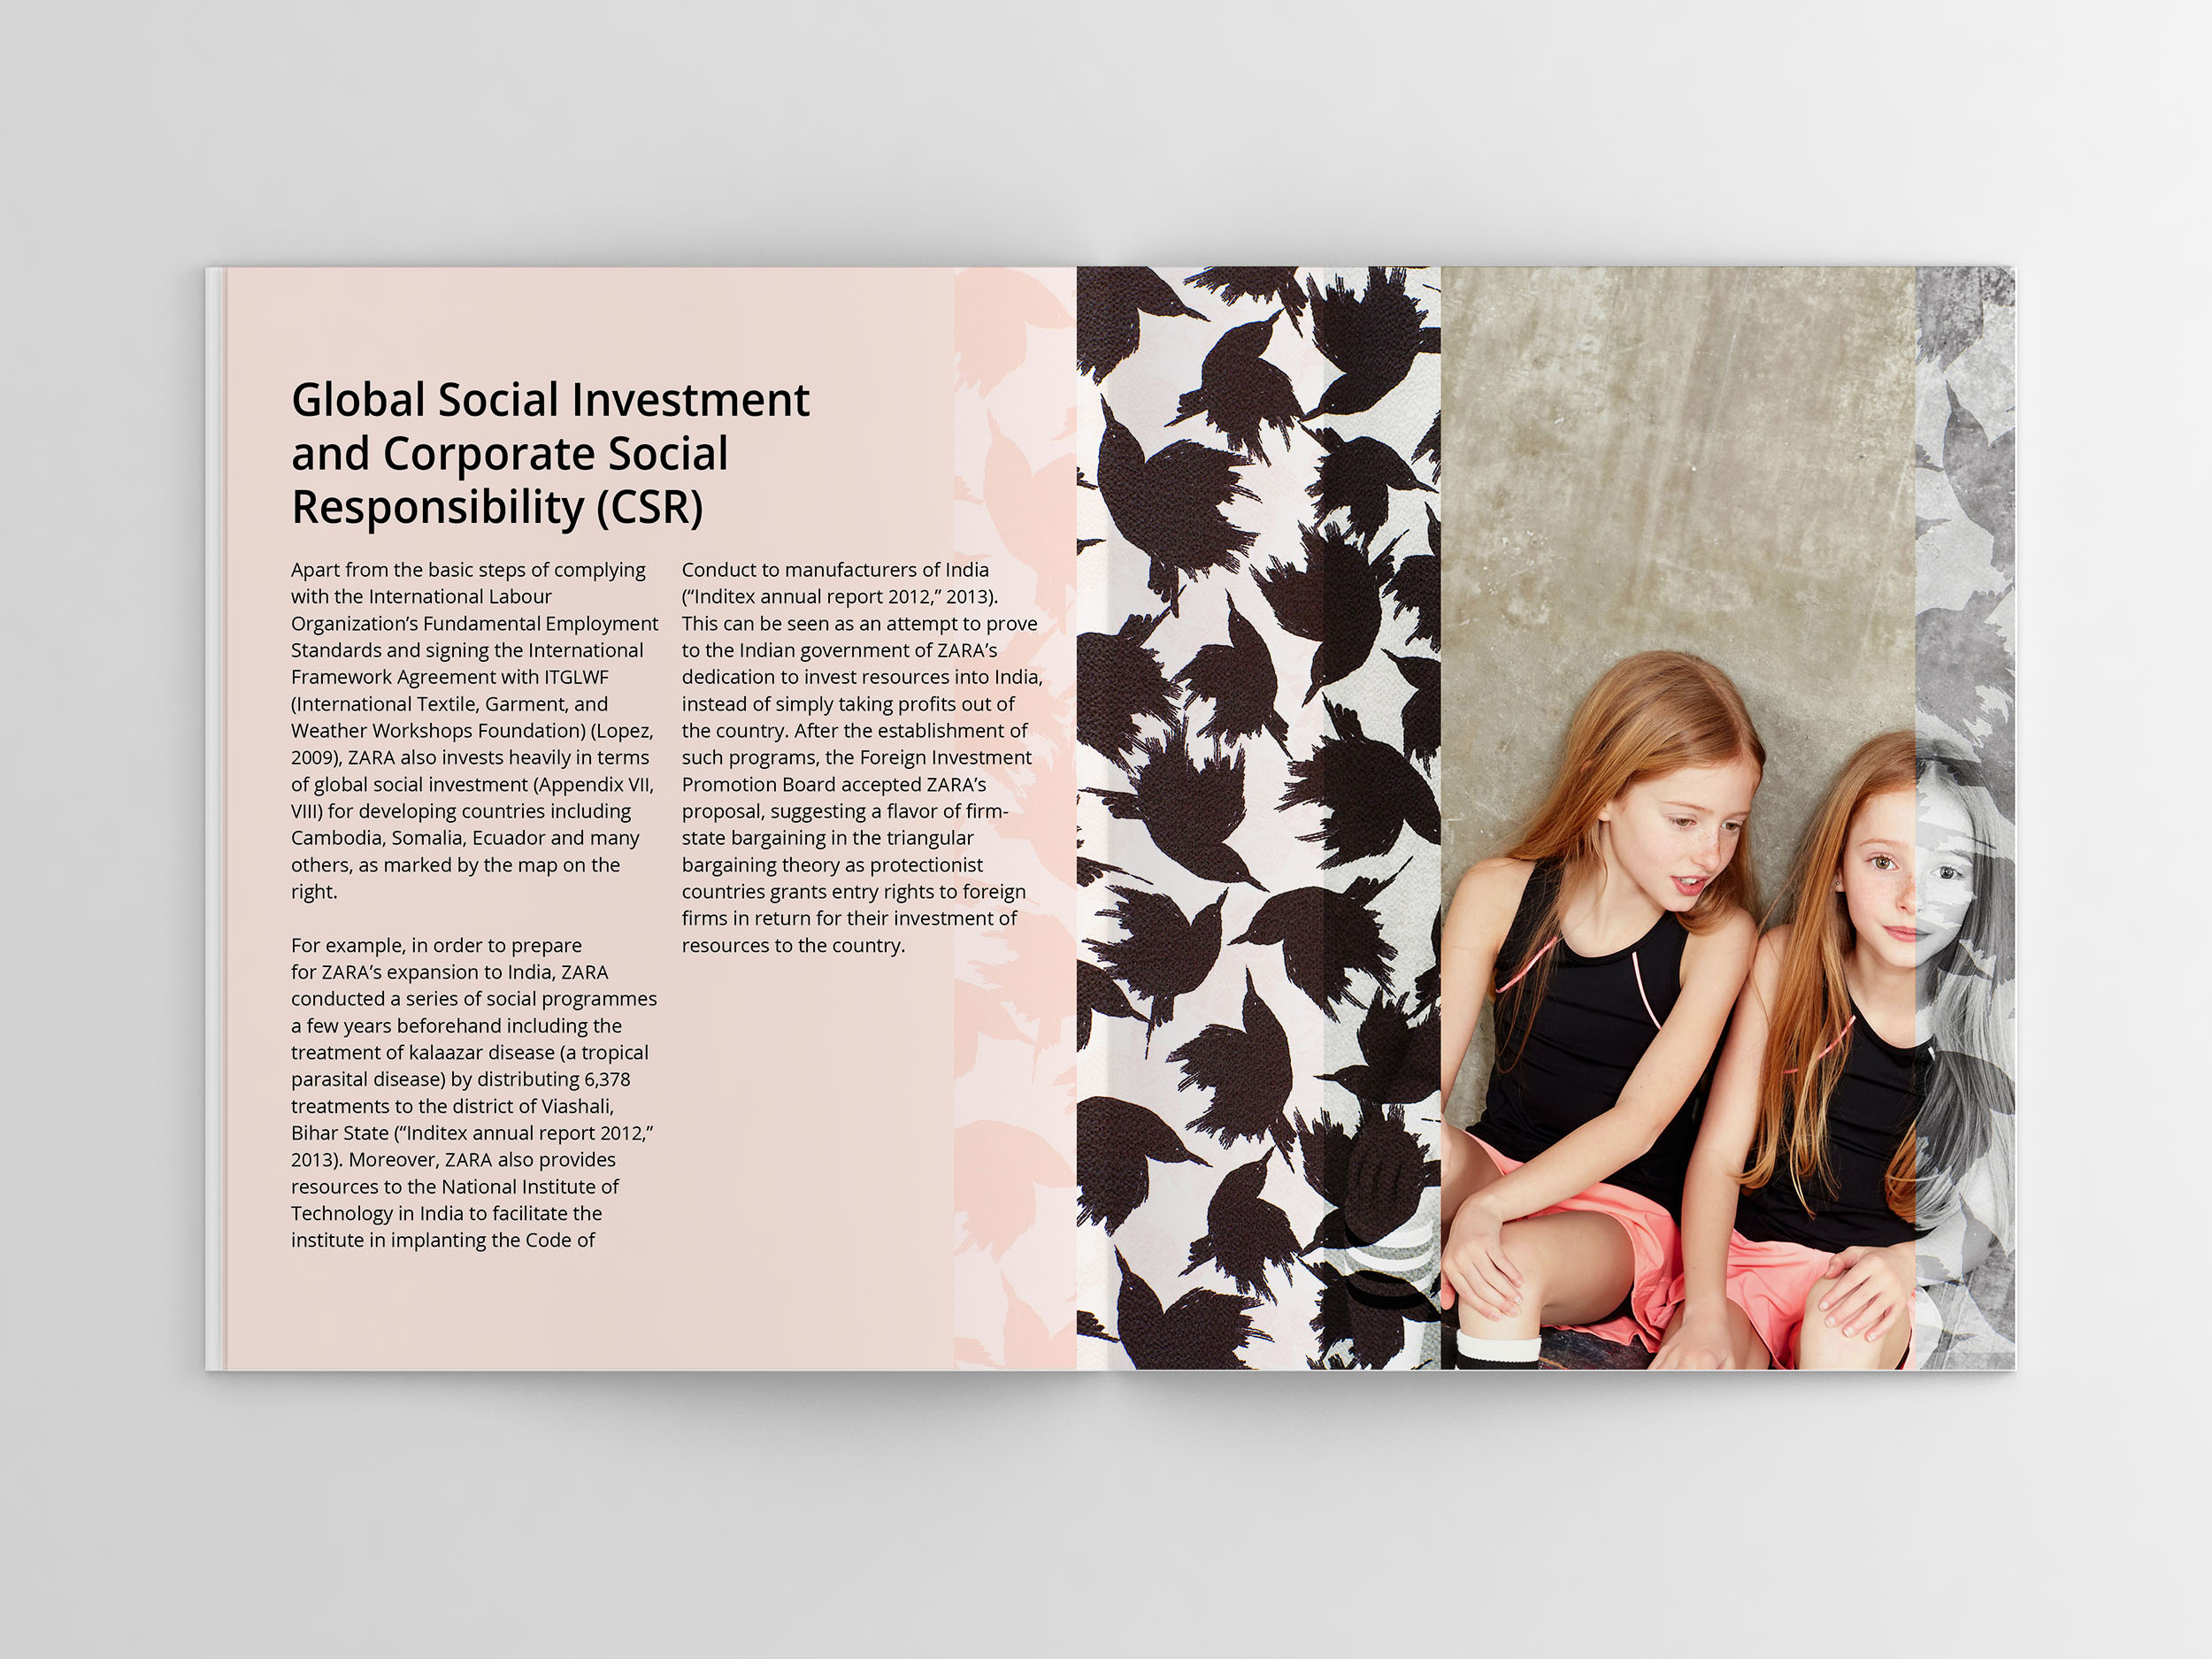 Global Social Investment
and Corporate Social
Responsibility (CSR)
Apart from the basic steps of complying
with the International Labour
Organization’s Fundamental Employment
Standards and signing the International
Framework Agreement with ITGLWF
(International Textile, Garment, and
Weather Workshops Foundation) (Lopez,
2009), ZARA also invests heavily in terms
of global social investment (Appendix VII,
VIII) for developing countries including
Cambodia, Somalia, Ecuador and many
others, as marked by the map on the
right.
For example, in order to prepare
for ZARA’s expansion to India, ZARA
conducted a series of social programmes
a few years beforehand including the
treatment of kalaazar disease (a tropical
parasital disease) by distributing 6,378
treatments to the district of Viashali,
Bihar State (“Inditex annual report 2012,”
2013). Moreover, ZARA also provides
resources to the National Institute of
Technology in India to facilitate the
institute in implanting the Code of
Conduct to manufacturers of India
(“Inditex annual report 2012,” 2013).
This can be seen as an attempt to prove
to the Indian government of ZARA’s
dedication to invest resources into India,
instead of simply taking profits out of
the country. After the establishment of
such programs, the Foreign Investment
Promotion Board accepted ZARA’s
proposal, suggesting a flavor of firm-
state bargaining in the triangular
bargaining theory as protectionist
countries grants entry rights to foreign
firms in return for their investment of
resources to the country.